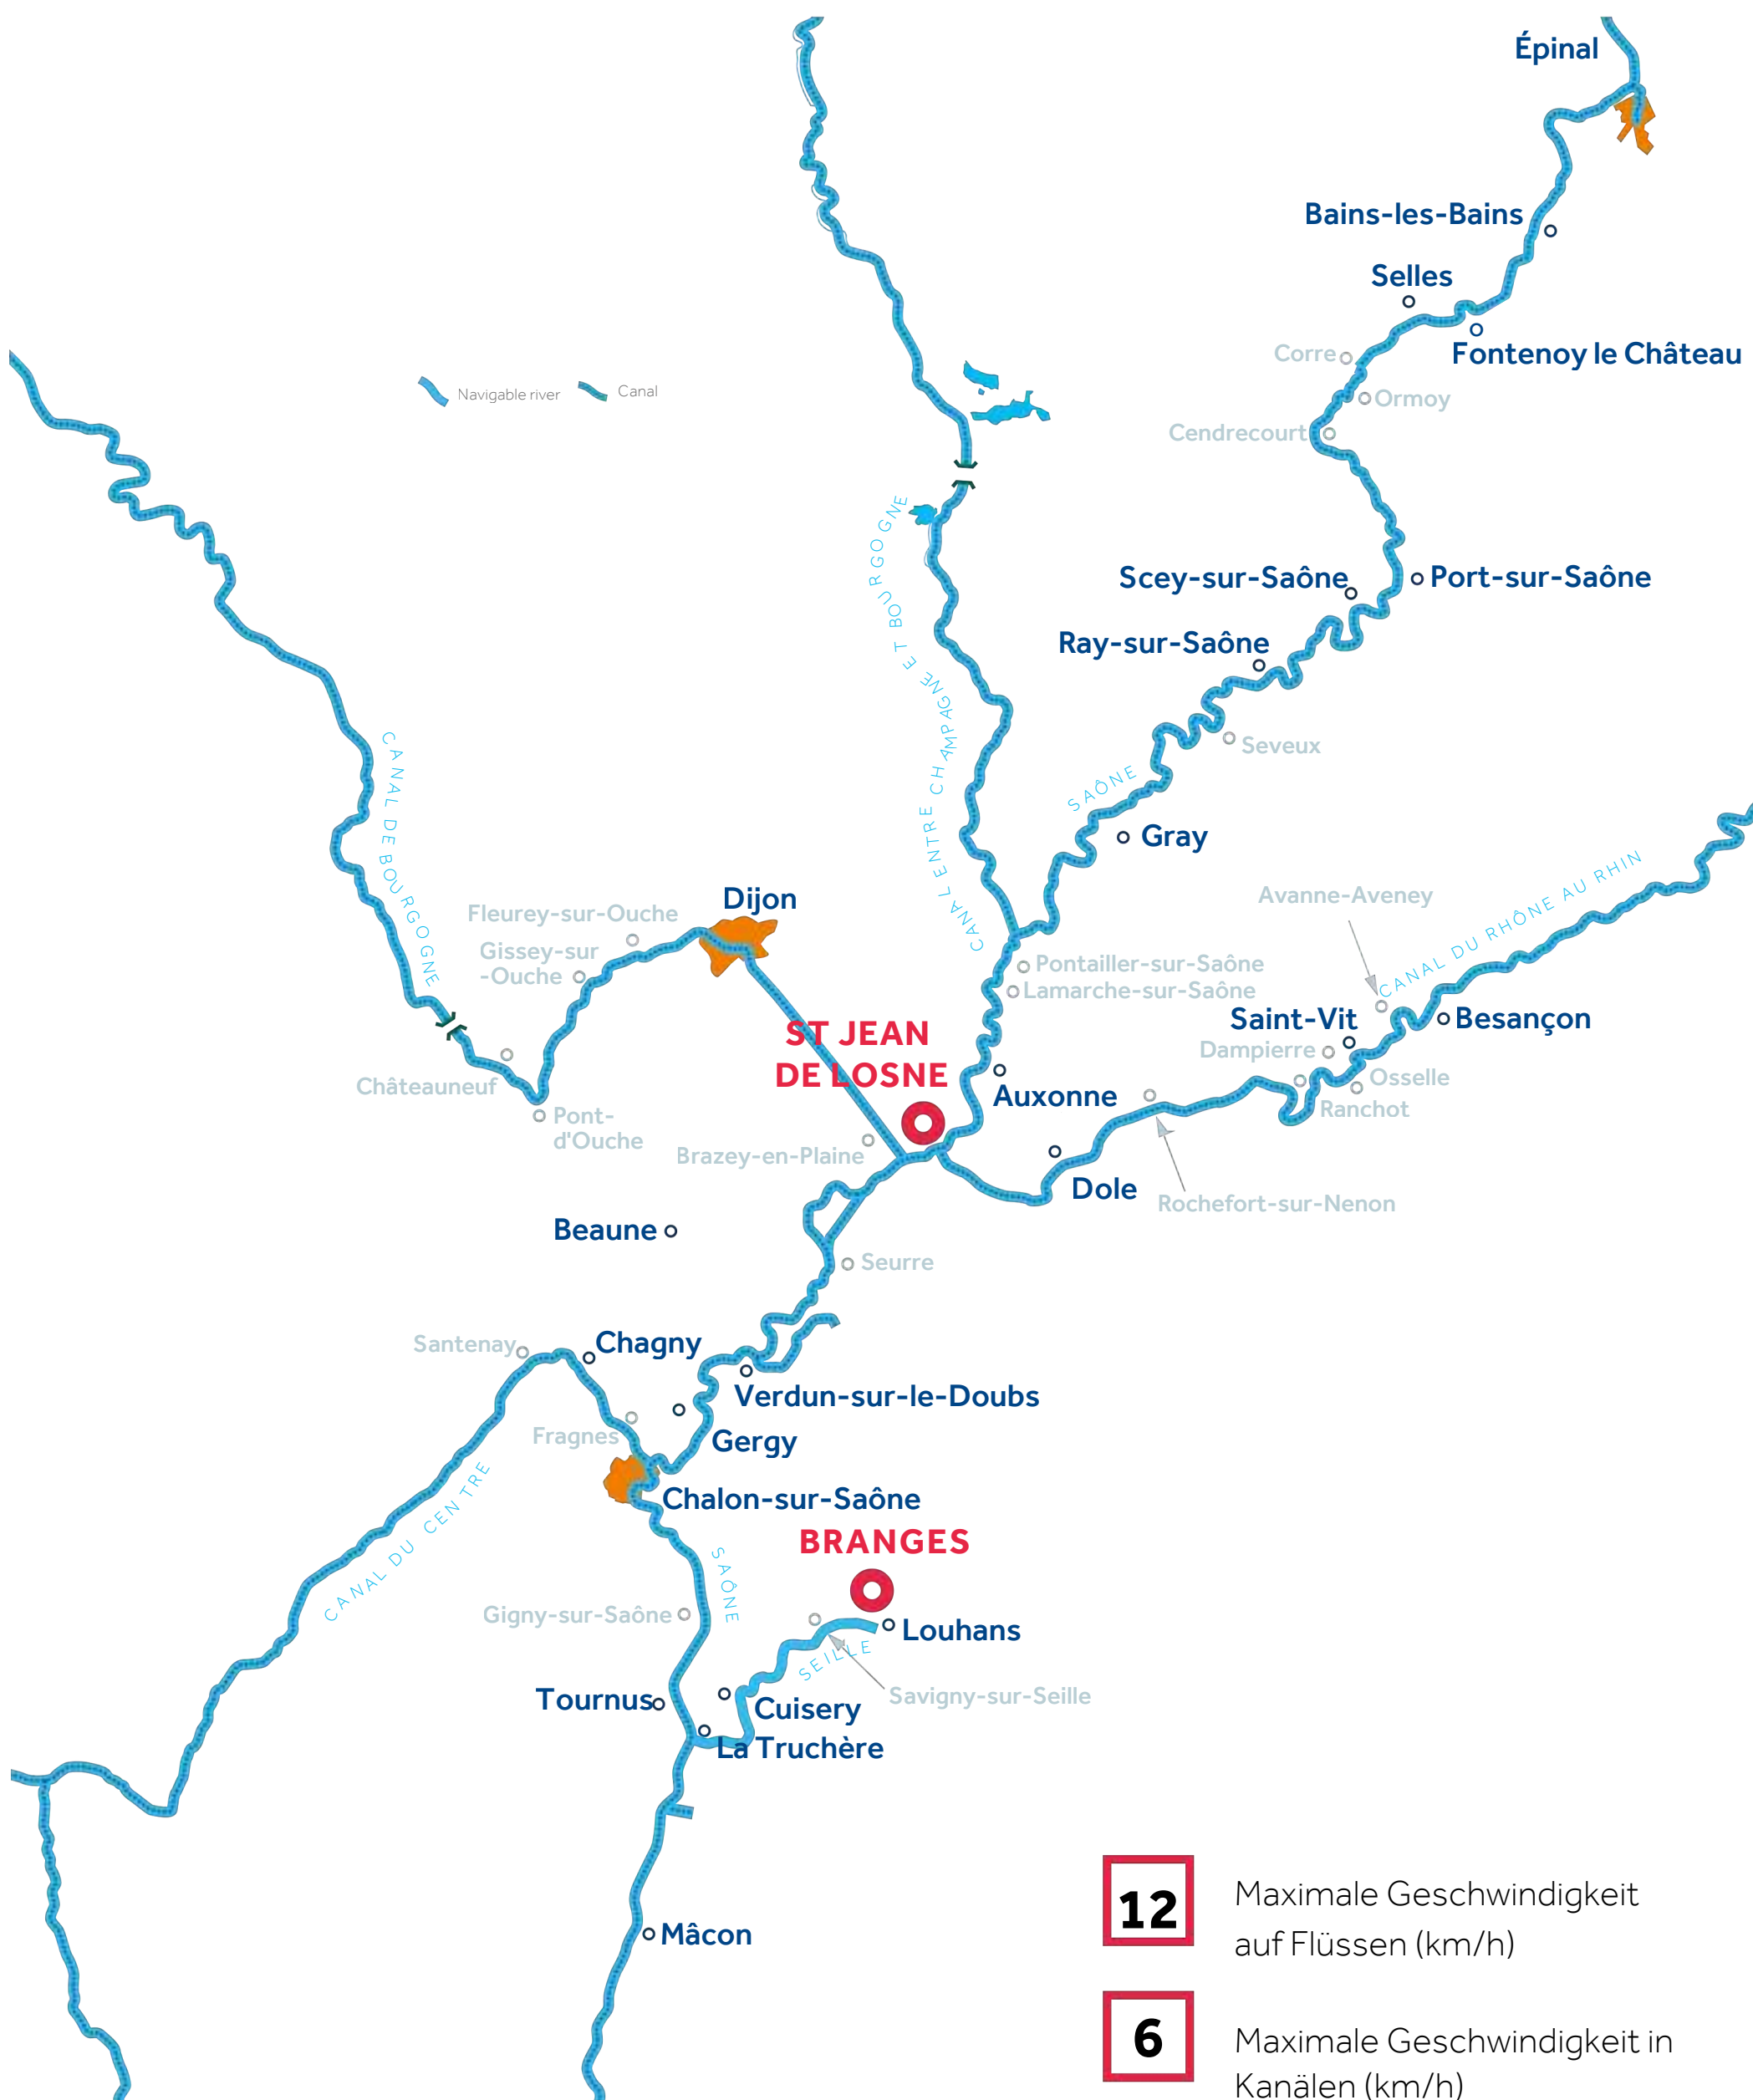 Épinal
Bains-les-Bains
Selles
Fontenoy le Château
Corre
Ormoy
Navigable river
Canal
Cendrecourt
CANAL ENTRE CHAMPAGNE ET BOURGOGNE
Scey-sur-Saône
Port-sur-Saône
Ray-sur-Saône
Seveux
CANAL DE BOURGOGNE
SAÔNE
Gray
CANAL DU RHÔNE AU RHIN
Avanne-Aveney
Dijon
Fleurey-sur-Ouche
Gissey-sur
-Ouche
Pontailler-sur-Saône
Lamarche-sur-Saône
Saint-Vit
Besançon
ST JEAN
DE LOSNE
Dampierre
Osselle
Châteauneuf
Auxonne
Ranchot
Pont-
d'Ouche
Brazey-en-Plaine
Dole
Rochefort-sur-Nenon
Beaune
Seurre
Santenay
Chagny
Verdun-sur-le-Doubs
Fragnes
Gergy
CANAL DU CENTRE
Chalon-sur-Saône
BRANGES
SAÔNE
Gigny-sur-Saône
Louhans
SEILLE
Savigny-sur-Seille
Tournus
Cuisery
La Truchère
Mâcon
12
Maximale Geschwindigkeit
auf Flüssen (km/h)
6
Maximale Geschwindigkeit in
Kanälen (km/h)